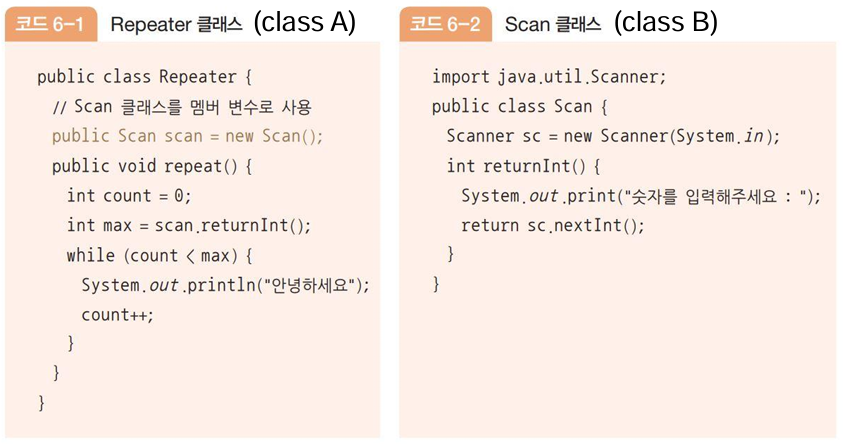 코드 6-1 Repeater 클래스 (class A)
public class Repeater {
// Scan 클래스를 멤버 변수로 사용
public Scan scan = new Scan();
public void repeat() {
int count = 0;
int max = scan.returnInt();
while (count < max) {
System.out.println("안녕하세요");
count++;
}
}
}
코드 6-2 Scan 클래스 (class B)
import java.util.Scanner;
public class Scan {
Scanner sc = new Scanner(System.in);
int returnInt() {
System.out.print("숫자를 입력해주세요 : ");
return sc.nextInt();
}
}